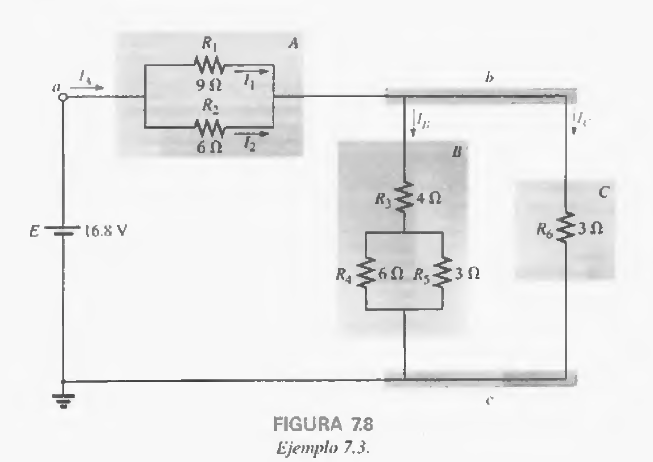 R1 A
a IA 9 Ω I1 b
R2 IB IC
6 Ω I2
B
R3 4 Ω C
R6 3 Ω
E 16.8 V
R4 6 Ω R5 3 Ω
c
FIGURA 7.8
Ejemplo 7.3.